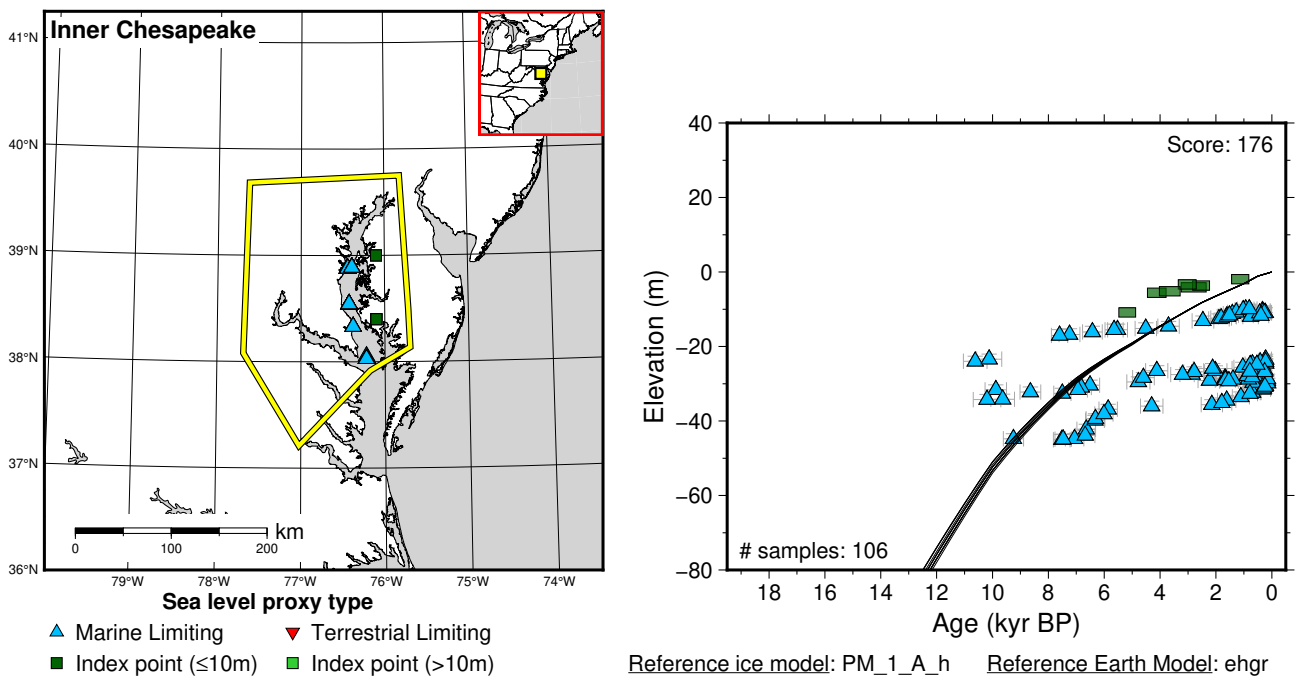 Inner Chesapeake
41°N
40°N
39°N
38°N
37°N
36°N
79°W 78°W 77°W 76°W 75°W 74°W
km
0 100 200
Sea level proxy type
Marine Limiting
Terrestrial Limiting
Index point (≤10m)
Index point (>10m)
Score: 176
40
20
0
−20
−40
−60
−80
Elevation (m)
# samples: 106
18 16 14 12 10 8 6 4 2 0
Age (kyr BP)
Reference ice model: PM_1_A_h
Reference Earth Model: ehgr